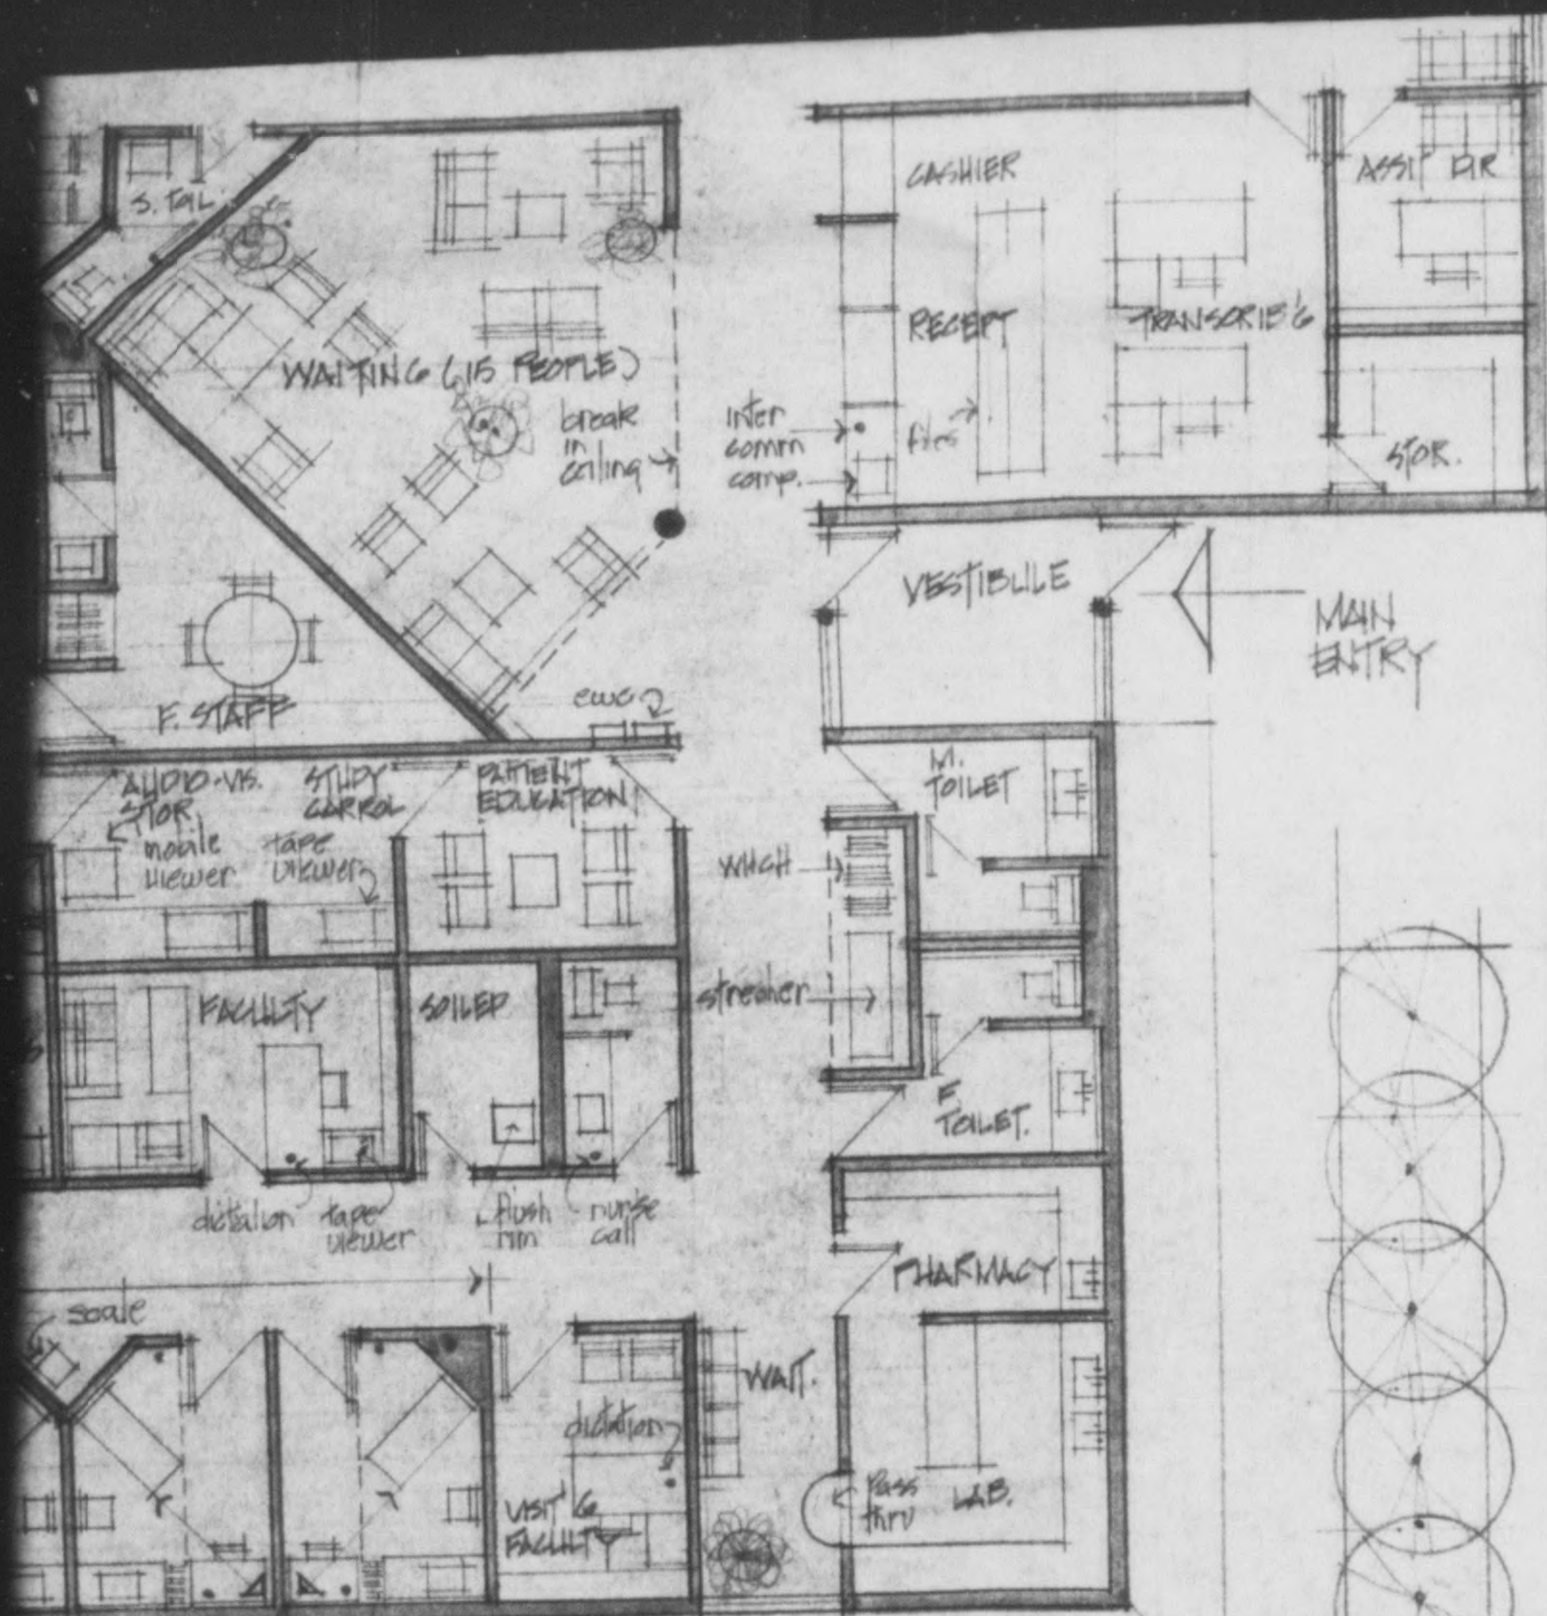 S. TOIL.
CASHIER
ASS'T DIR
RECEPT
TRANSCRIB'G
WAITING (15 PEOPLE)
break
in
ceiling
inter
comm
comp.
files
STOR.
VESTIBULE
MAIN
ENTRY
F. STAFF
ewc
AUDIO-VIS.
STOR.
mobile
viewer
STUDY
CARROL
tape
viewer
PATIENT
EDUCATION
M.
TOILET
WHCH
FACULTY
SOILED
strecher
F.
TOILET.
dictation
tape
viewer
flush
rim
nurse
call
PHARMACY
scale
WAIT.
dictation
VISIT'G
FACULTY
Pass
thru
LAB.